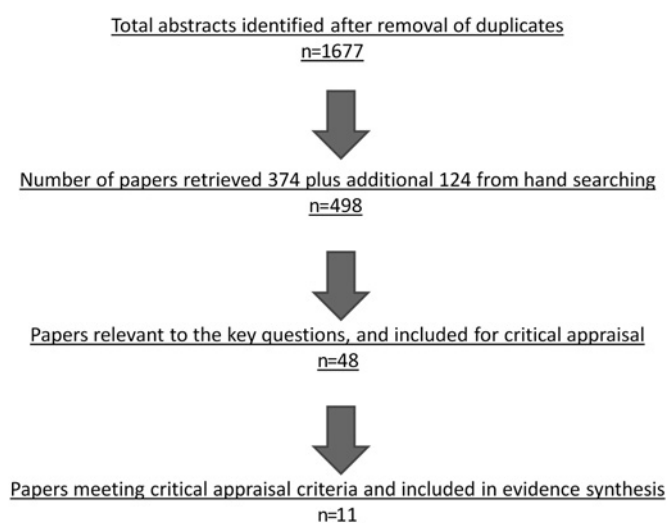 Total abstracts identified after removal of duplicates
n=1677
Number of papers retrieved 374 plus additional 124 from hand searching
n=498
Papers relevant to the key questions, and included for critical appraisal
n=48
Papers meeting critical appraisal criteria and included in evidence synthesis
n=11